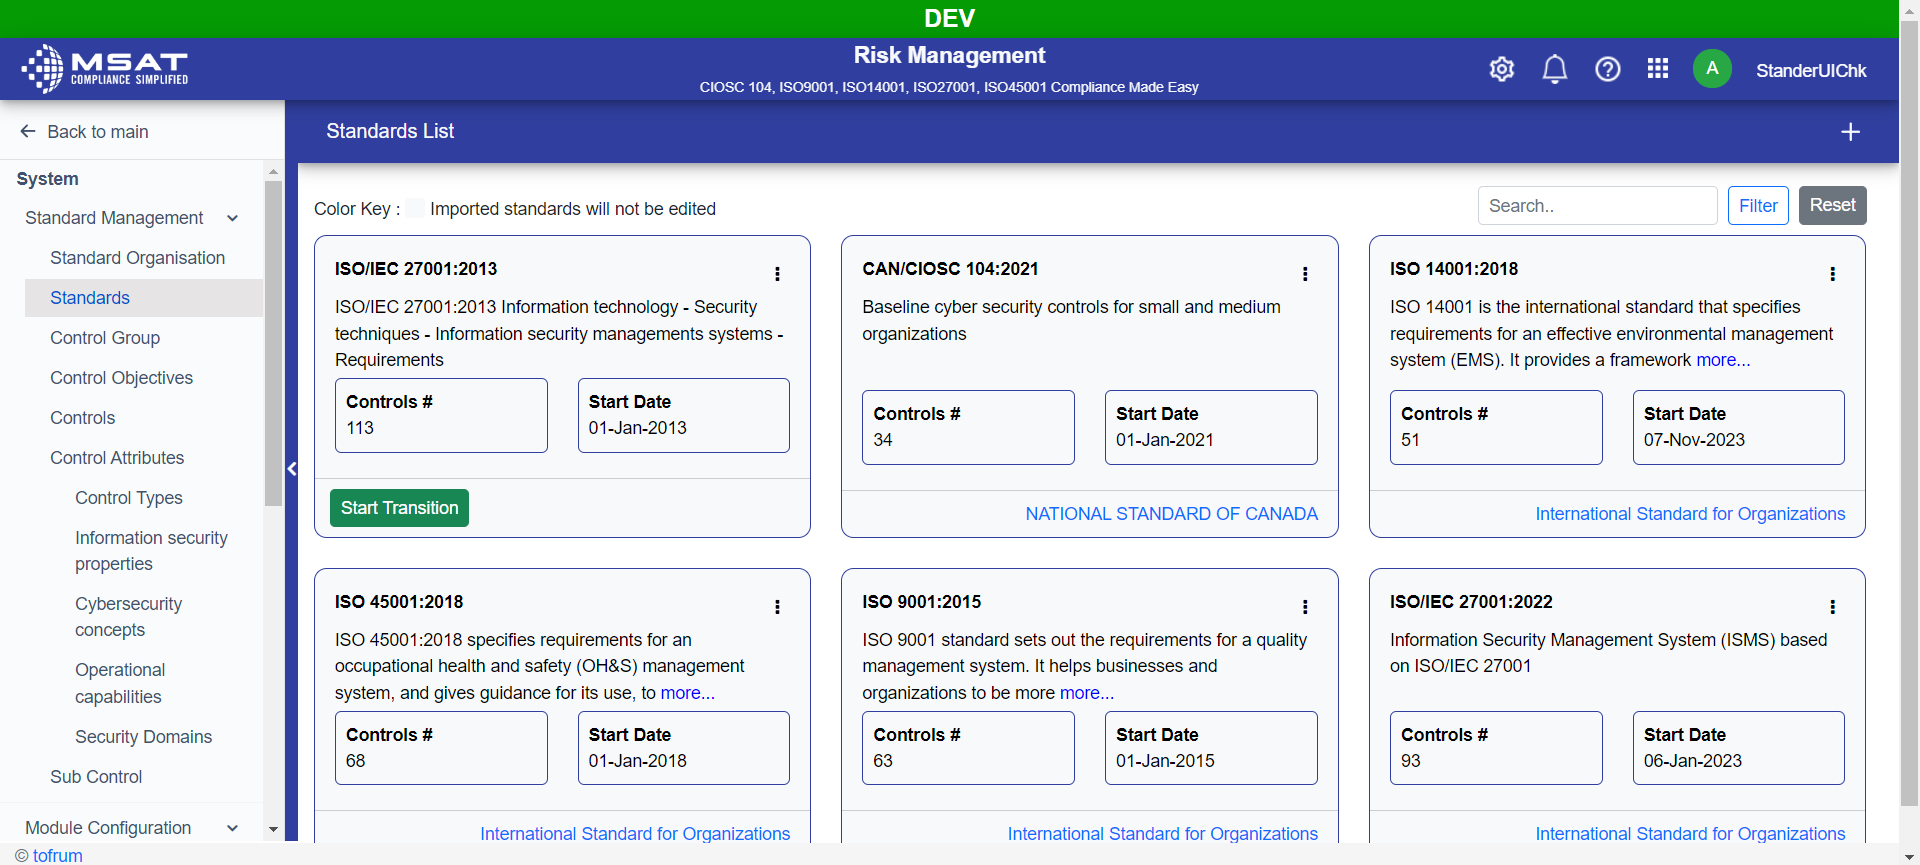 DEV
MSAT
COMPLIANCE SIMPLIFIED
Risk Management
CIOSC 104, ISO9001, ISO14001, ISO27001, ISO45001 Compliance Made Easy
A
StanderUIChk
Back to main
System
Standard Management
Standard Organisation
Standards
Control Group
Control Objectives
Controls
Control Attributes
Control Types
Information security
properties
Cybersecurity
concepts
Operational
capabilities
Security Domains
Sub Control
Module Configuration
© tofrum
Standards List
Color Key : Imported standards will not be edited
Search..
Filter
Reset
ISO/IEC 27001:2013
ISO/IEC 27001:2013 Information technology - Security
techniques - Information security managements systems -
Requirements
Controls #
113
Start Date
01-Jan-2013
Start Transition
CAN/CIOSC 104:2021
Baseline cyber security controls for small and medium
organizations
Controls #
34
Start Date
01-Jan-2021
NATIONAL STANDARD OF CANADA
ISO 14001:2018
ISO 14001 is the international standard that specifies
requirements for an effective environmental management
system (EMS). It provides a framework more...
Controls #
51
Start Date
07-Nov-2023
International Standard for Organizations
ISO 45001:2018
ISO 45001:2018 specifies requirements for an
occupational health and safety (OH&S) management
system, and gives guidance for its use, to more...
Controls #
68
Start Date
01-Jan-2018
International Standard for Organizations
ISO 9001:2015
ISO 9001 standard sets out the requirements for a quality
management system. It helps businesses and
organizations to be more more...
Controls #
63
Start Date
01-Jan-2015
International Standard for Organizations
ISO/IEC 27001:2022
Information Security Management System (ISMS) based
on ISO/IEC 27001
Controls #
93
Start Date
06-Jan-2023
International Standard for Organizations